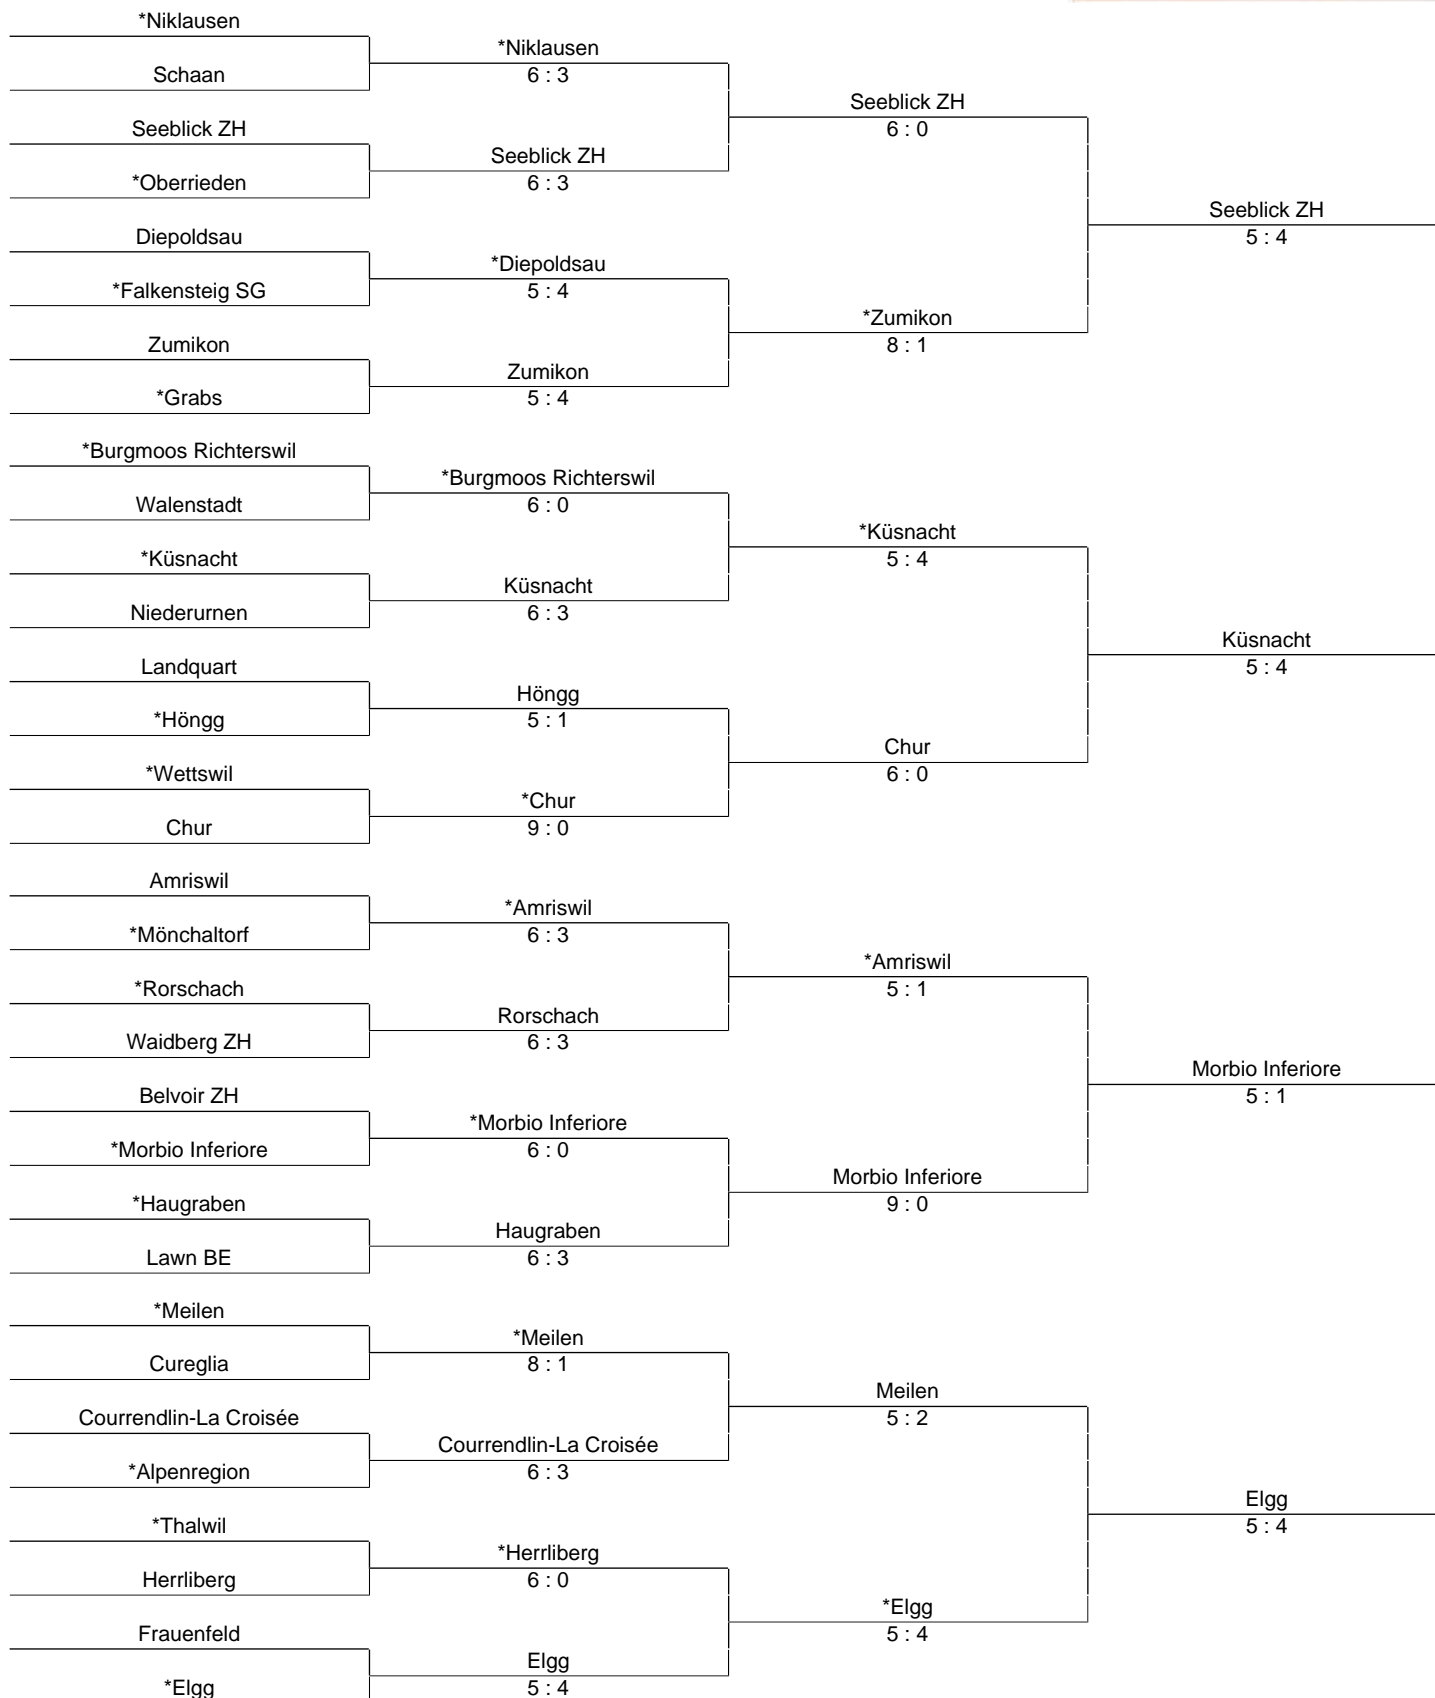 *Niklausen
Schaan
Seeblick ZH
*Oberrieden
Diepoldsau
*Falkensteig SG
Zumikon
*Grabs
*Burgmoos Richterswil
Walenstadt
*Küsnacht
Niederurnen
Landquart
*Höngg
*Wettswil
Chur
Amriswil
*Mönchaltorf
*Rorschach
Waidberg ZH
Belvoir ZH
*Morbio Inferiore
*Haugraben
Lawn BE
*Meilen
Cureglia
Courrendlin-La Croisée
*Alpenregion
*Thalwil
Herrliberg
Frauenfeld
*Elgg
*Niklausen
6 : 3
Seeblick ZH
6 : 3
*Diepoldsau
5 : 4
Zumikon
5 : 4
*Burgmoos Richterswil
6 : 0
Küsnacht
6 : 3
Höngg
5 : 1
*Chur
9 : 0
*Amriswil
6 : 3
Rorschach
6 : 3
*Morbio Inferiore
6 : 0
Haugraben
6 : 3
*Meilen
8 : 1
Courrendlin-La Croisée
6 : 3
*Herrliberg
6 : 0
Elgg
5 : 4
Seeblick ZH
6 : 0
*Zumikon
8 : 1
*Küsnacht
5 : 4
Chur
6 : 0
*Amriswil
5 : 1
Morbio Inferiore
9 : 0
Meilen
5 : 2
*Elgg
5 : 4
Seeblick ZH
5 : 4
Küsnacht
5 : 4
Morbio Inferiore
5 : 1
Elgg
5 : 4